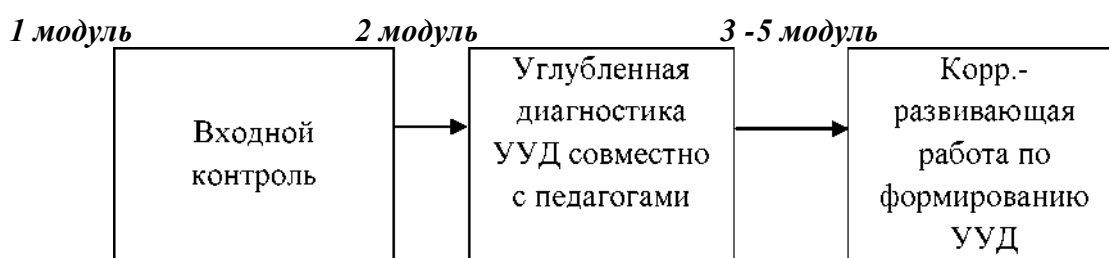 1 модуль
2 модуль
3 -5 модуль
Входной
контроль
Углубленная
диагностика
УУД совместно
с педагогами
Корр.-
развивающая
работа по
формированию
УУД